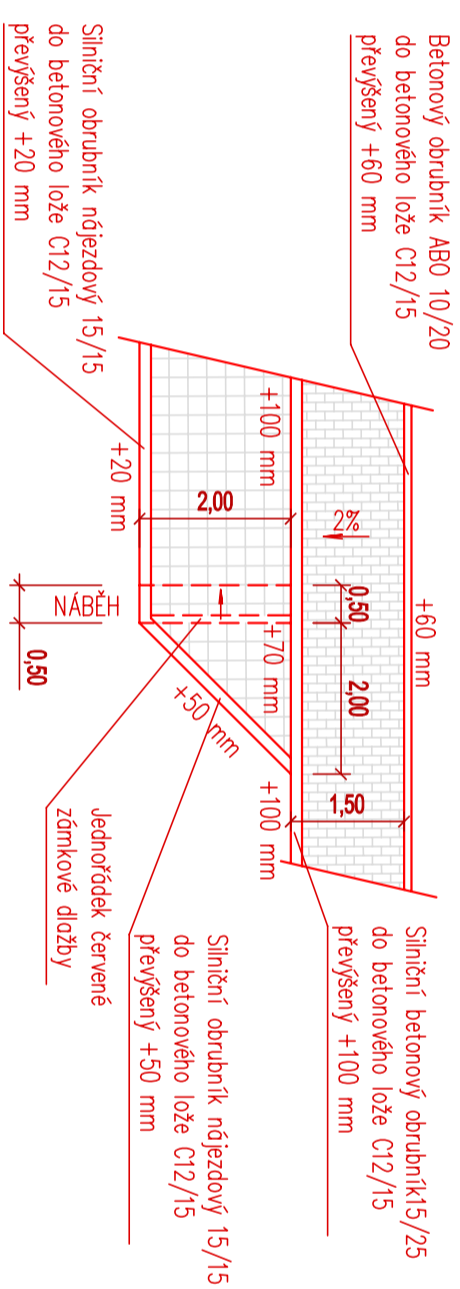 Betonový obrubník ABO 10/20
do betonového lože C12/15
převýšený +60 mm
Silniční obrubník nájezdový 15/15
do betonového lože C12/15
převýšený +20 mm
+60 mm
2%
0,50
2,00
1,50
+100 mm
2,00
+70 mm
+100 mm
+50 mm
+20 mm
NÁBĚH
0,50
Silniční betonový obrubník15/25
do betonového lože C12/15
převýšený +100 mm
Silniční obrubník nájezdový 15/15
do betonového lože C12/15
převýšený +50 mm
Jednořádek červené
zámkové dlažby